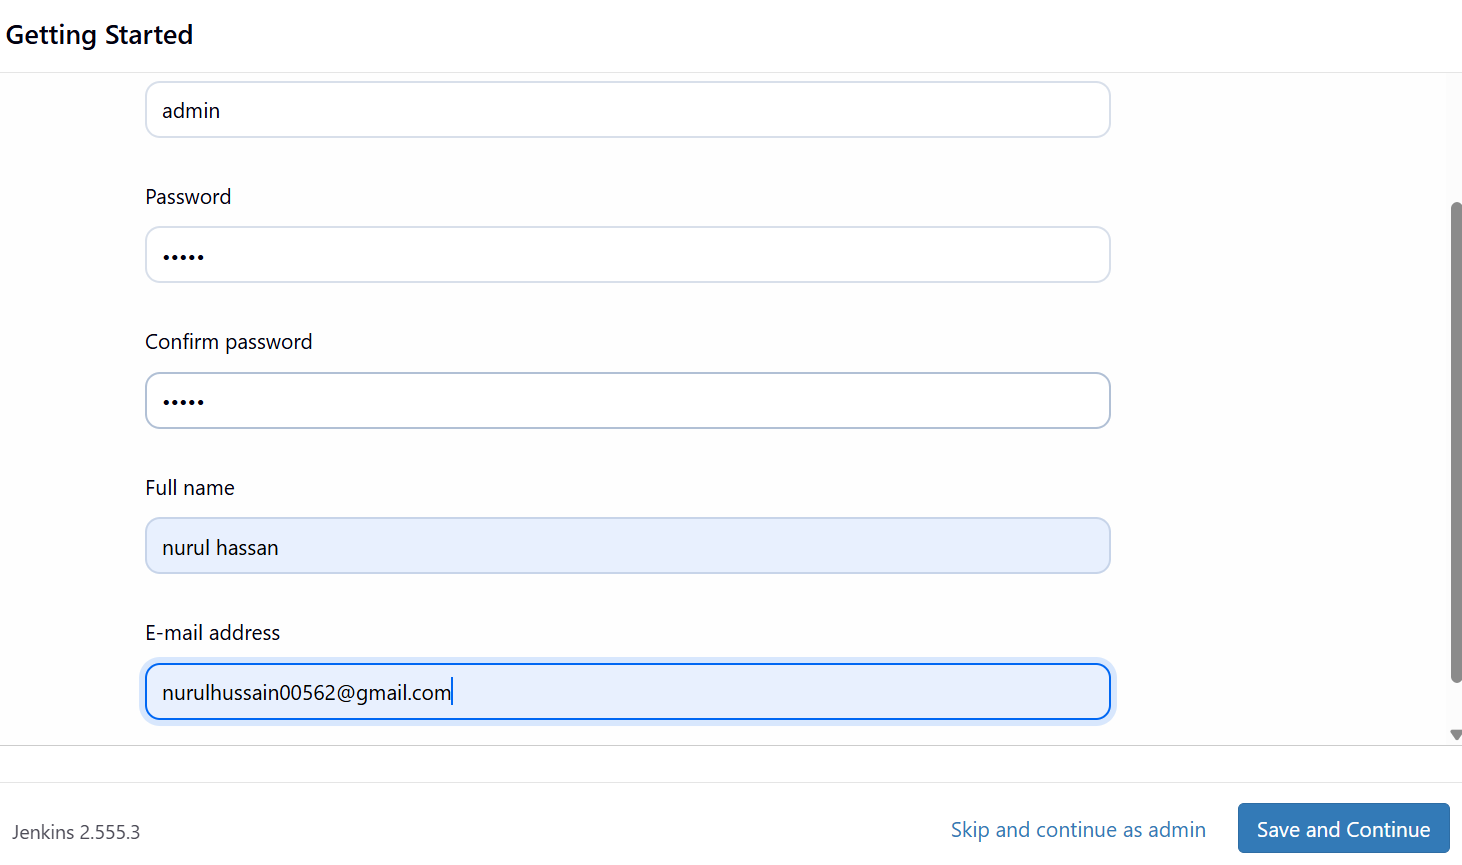 Getting Started
admin
Password
•••••
Confirm password
•••••
Full name
nurul hassan
E-mail address
nurulhussain00562@gmail.com
Jenkins 2.555.3
Skip and continue as admin
Save and Continue